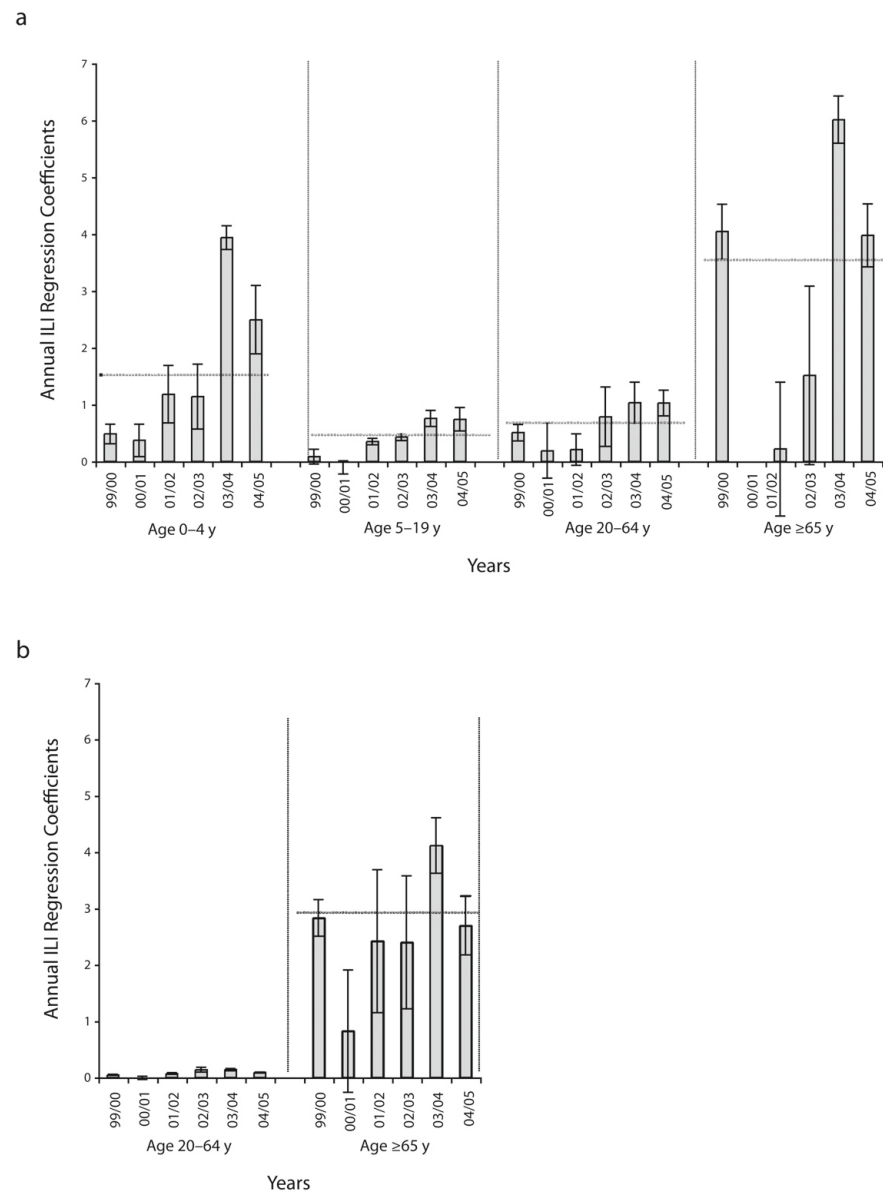 a
Annual ILI Regression Coefficients
7
6
5
4
3
2
1
0
99/00 00/01 01/02 02/03 03/04 04/05 99/00 00/01 01/02 02/03 03/04 04/05 99/00 00/01 01/02 02/03 03/04 04/05 99/00 00/01 01/02 02/03 03/04 04/05
Age 0–4 y Age 5–19 y Age 20–64 y Age ≥65 y
Years
b
Annual ILI Regression Coefficients
7
6
5
4
3
2
1
0
99/00 00/01 01/02 02/03 03/04 04/05 99/00 00/01 01/02 02/03 03/04 04/05
Age 20–64 y Age ≥65 y
Years